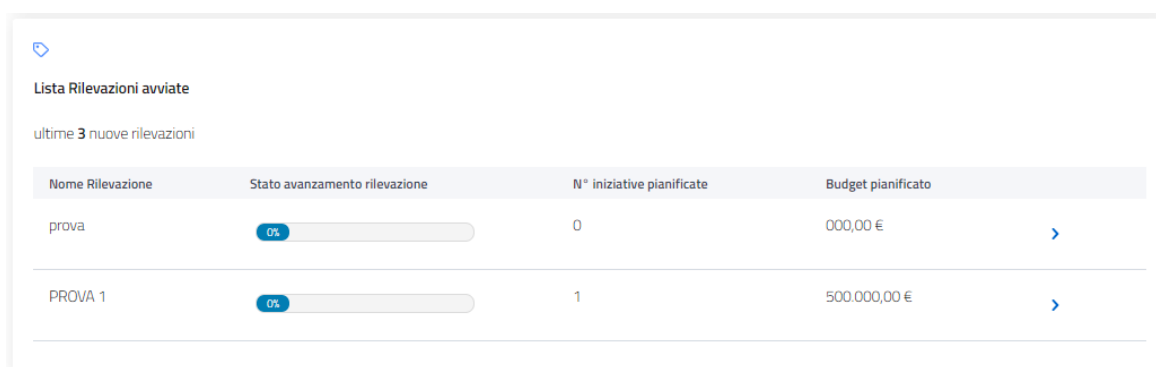 Lista Rilevazioni avviate
ultime 3 nuove rilevazioni
Nome Rilevazione Stato avanzamento rilevazione N° iniziative pianificate Budget pianificato
prova 0% 0 000,00 €
PROVA 1 0% 1 500.000,00 €